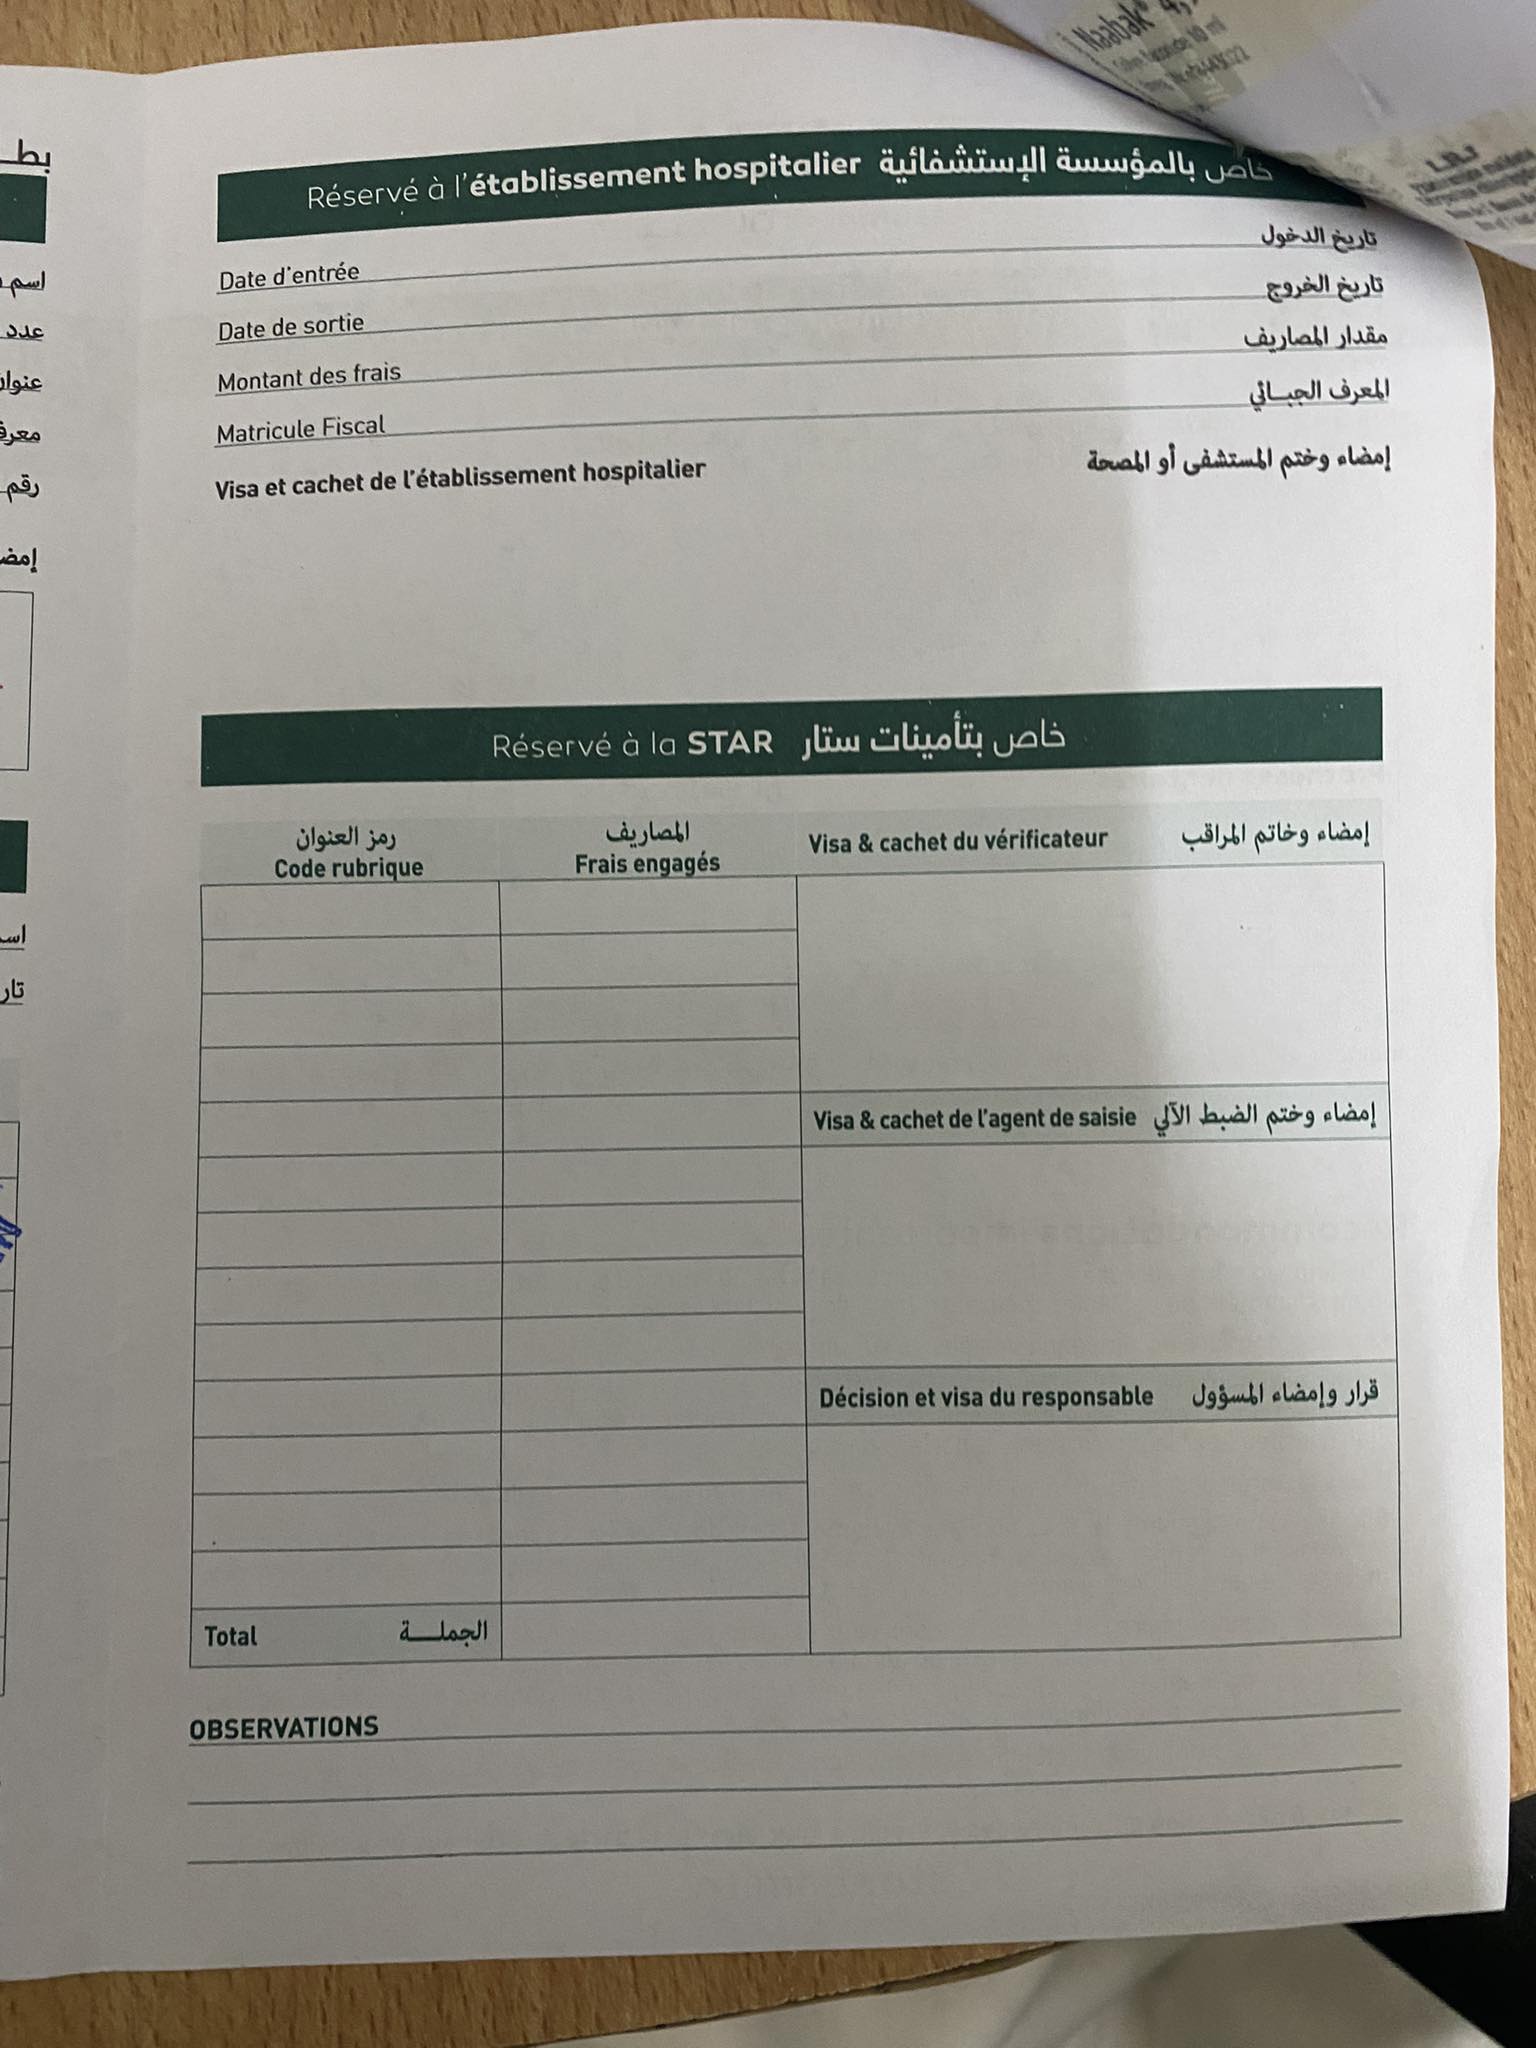 Naabak
Réservé à l'établissement hospitalier خاص بالمؤسسة الإستشفائية
Date d'entrée تاريخ الدخول
Date de sortie تاريخ الخروج
Montant des frais مقدار المصاريف
Matricule Fiscal المعرف الجبـائي
Visa et cachet de l'établissement hospitalier إمضاء وختم المستشفى أو المصحة
Réservé à la STAR خاص بتأمينات ستار
رمز العنوان المصاريف
Code rubrique Frais engagés Visa & cachet du vérificateur إمضاء وخاتم المراقب
Visa & cachet de l'agent de saisie إمضاء وختم الضبط الآلي
Décision et visa du responsable قرار وإمضاء المسؤول
Total الجملـــة
OBSERVATIONS
عدد